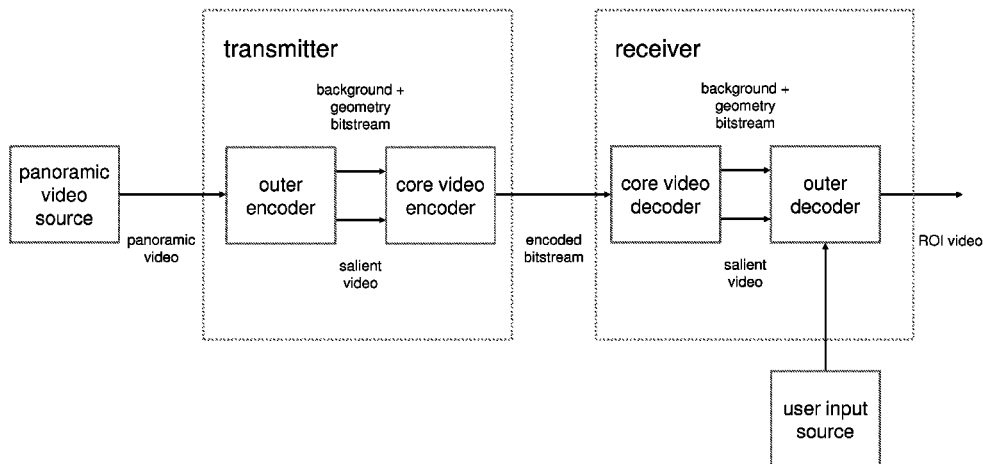 transmitter
receiver
background +
geometry
bitstream
background +
geometry
bitstream
panoramic
video
source
outer
encoder
core video
encoder
core video
decoder
outer
decoder
panoramic
video
salient
video
encoded
bitstream
salient
video
ROI video
user input
source